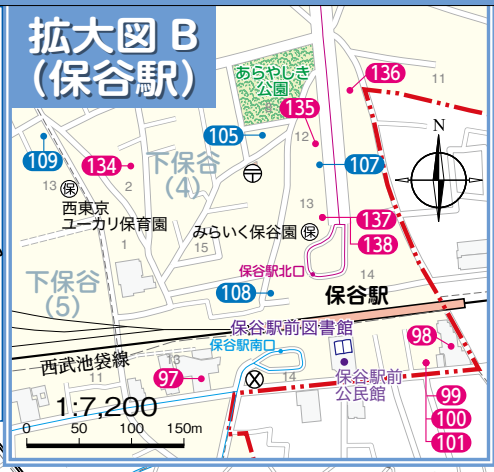 拡大図 B
(保谷駅)
あらやしき
公園
136
11
135
N
109
105
12
134
下保谷
(4)
107
13
保
2
西東京
ユーカリ保育園
13
137
みらいく保谷園 保
138
1
15
保谷駅北口
14
下保谷
(5)
108
保谷駅
保谷駅前図書館
98
保谷駅南口
西武池袋線
13
97
保谷駅前
公民館
11
14
99
1:7,200
100
0 50 100 150m
101